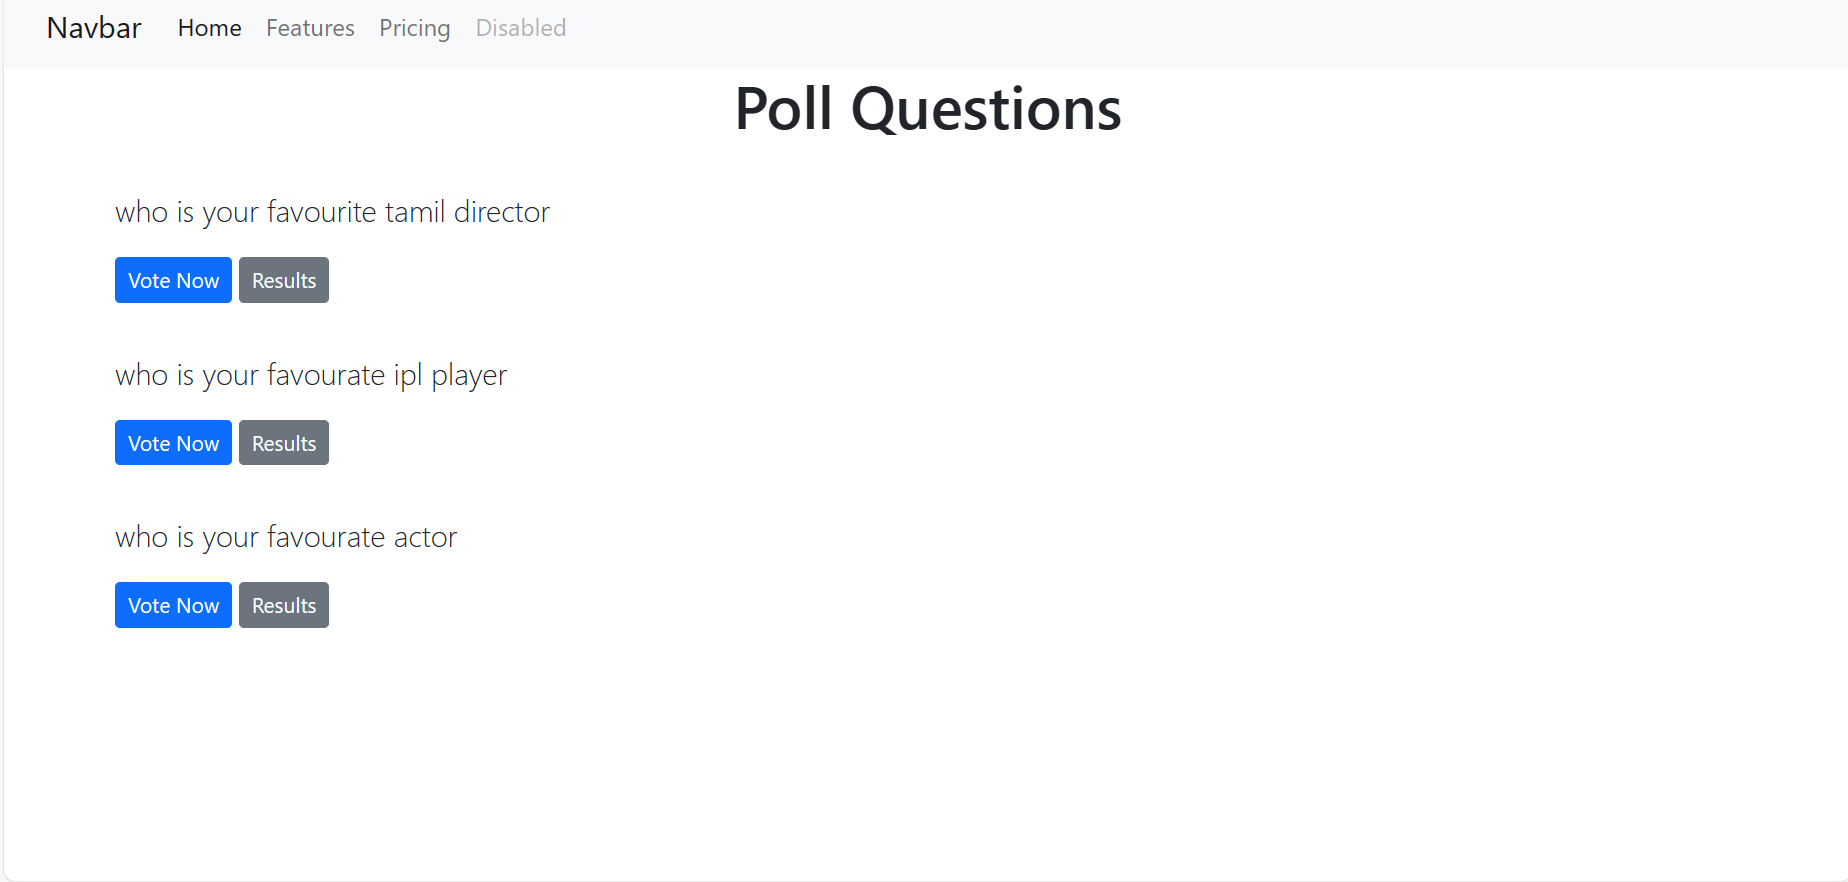 Navbar Home Features Pricing Disabled
Poll Questions
who is your favourite tamil director
Vote Now Results
who is your favourate ipl player
Vote Now Results
who is your favourate actor
Vote Now Results